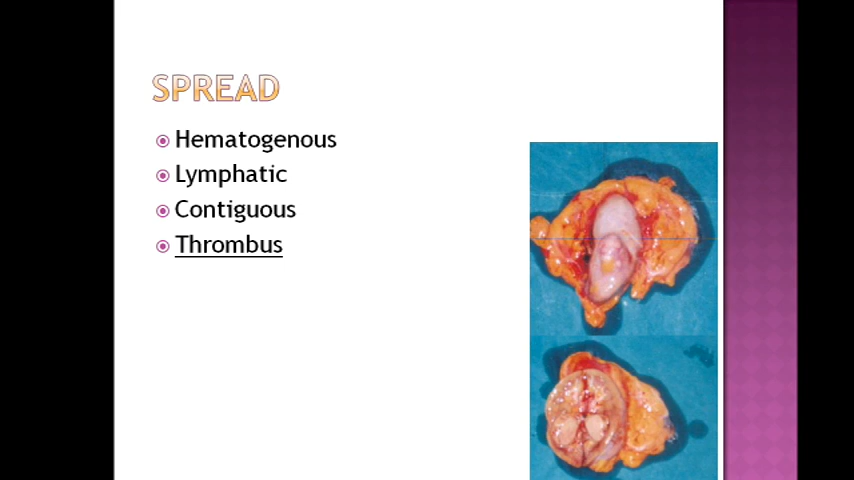 SPREAD
Hematogenous
Lymphatic
Contiguous
Thrombus